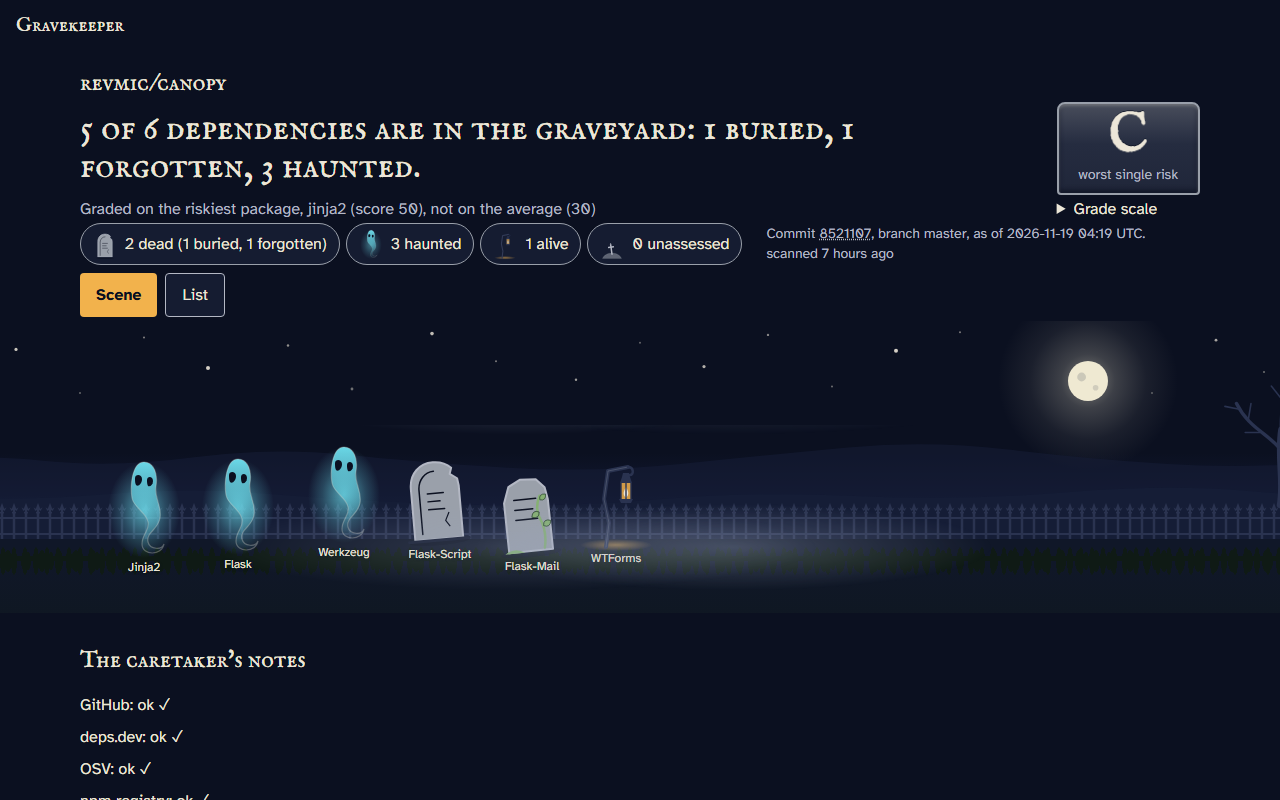 Gravekeeper
revmic/canopy
5 of 6 dependencies are in the graveyard: 1 buried, 1
forgotten, 3 haunted.
Graded on the riskiest package, jinja2 (score 50), not on the average (30)
C
worst single risk
Grade scale
2 dead (1 buried, 1 forgotten)
3 haunted
1 alive
0 unassessed
Commit 8521107, branch master, as of 2026-11-19 04:19 UTC.
scanned 7 hours ago
Scene
List
Jinja2
Flask
Werkzeug
Flask-Script
Flask-Mail
WTForms
The caretaker's notes
GitHub: ok ✓
deps.dev: ok ✓
OSV: ok ✓
npm registry: ok ✓